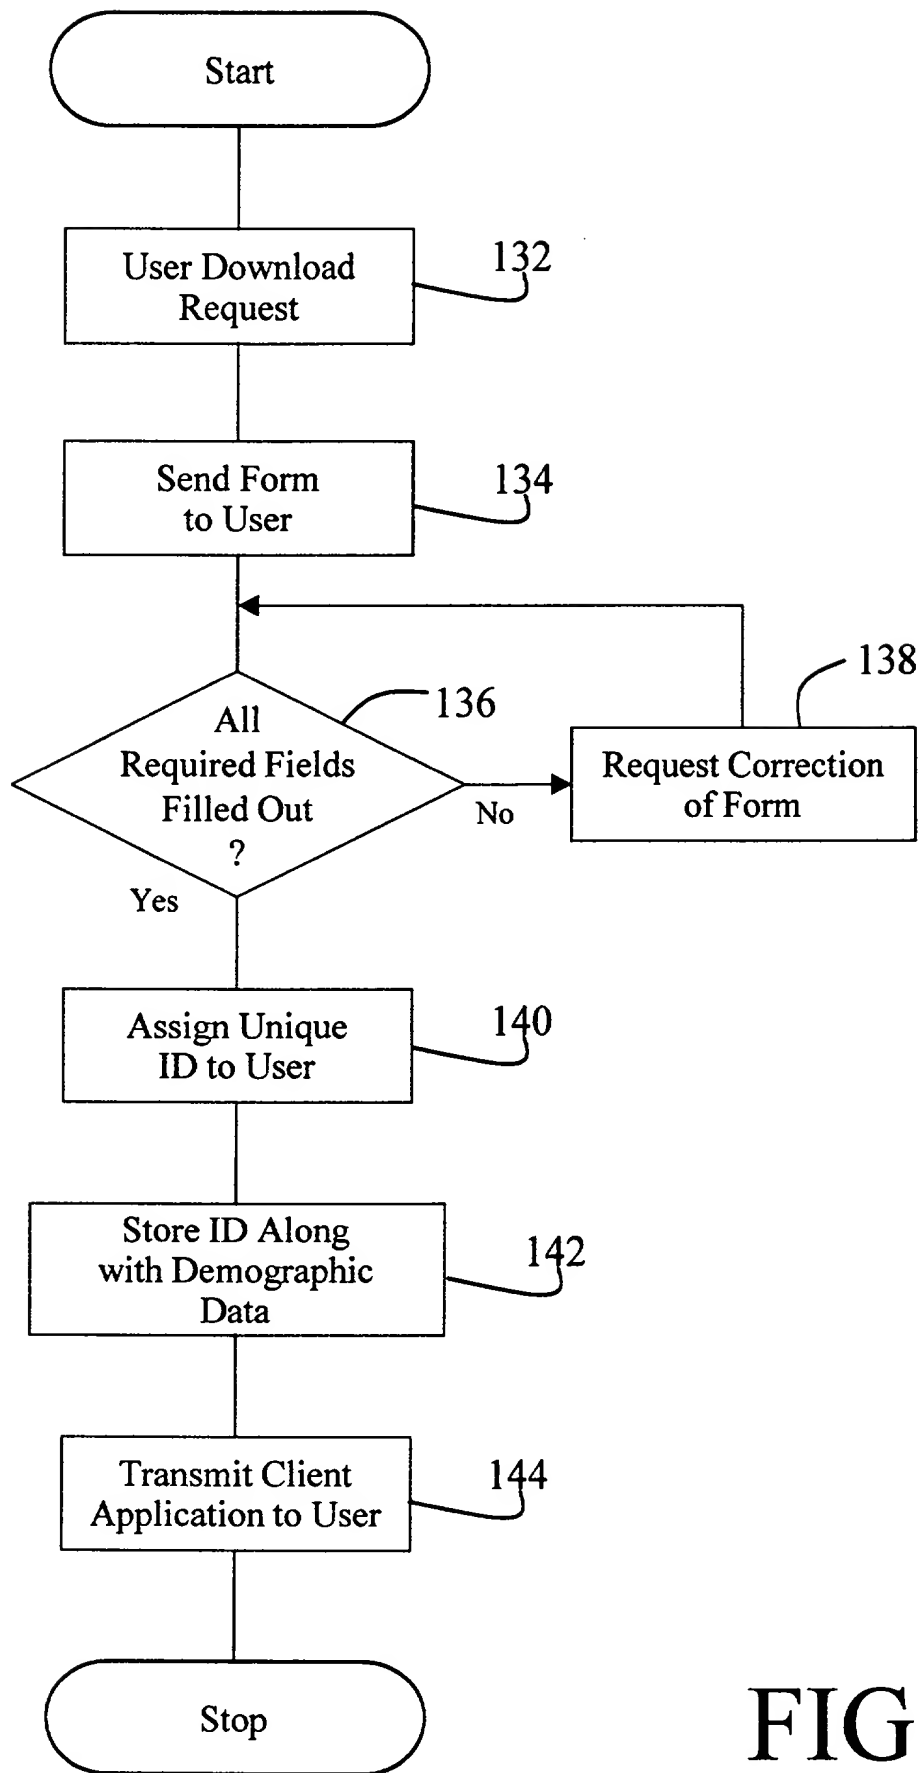 Start
User Download
Request
132
Send Form
to User
134
All
Required Fields
Filled Out
?
136
No
Request Correction
of Form
138
Yes
Assign Unique
ID to User
140
Store ID Along
with Demographic
Data
142
Transmit Client
Application to User
144
Stop
FIG